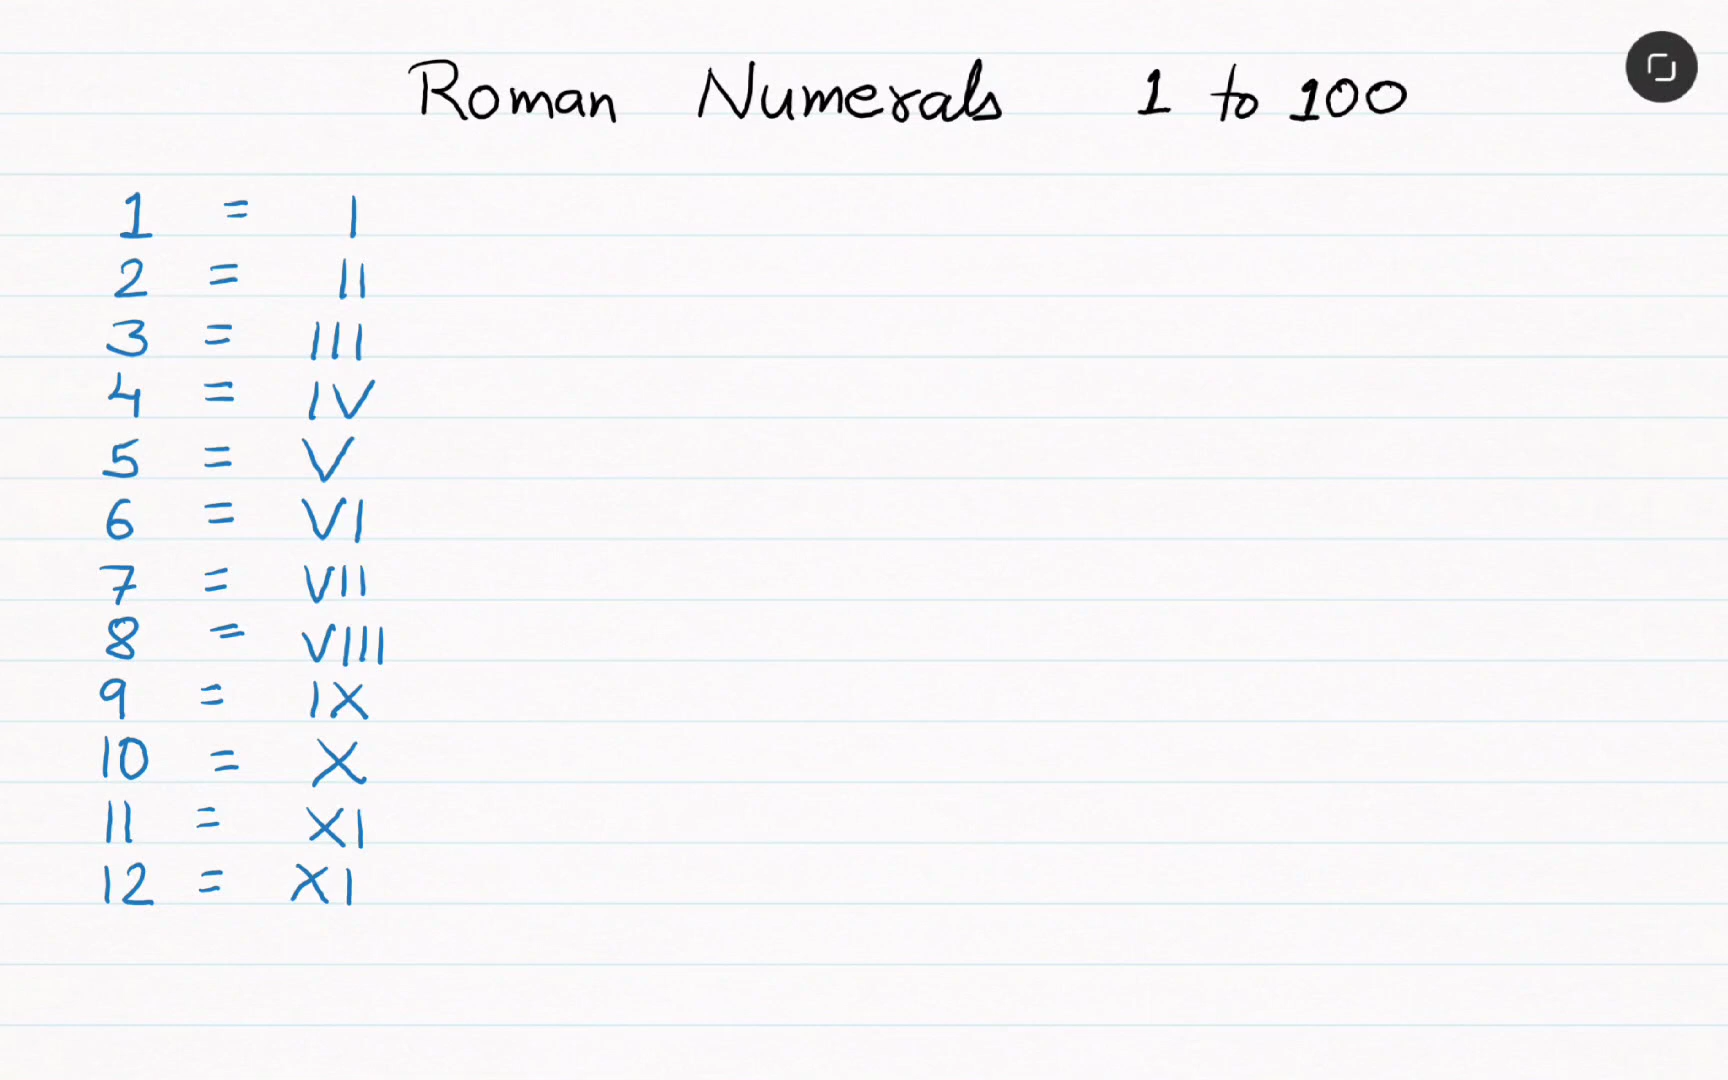 Roman Numerals 1 to 100
1 = I
2 = II
3 = III
4 = IV
5 = V
6 = VI
7 = VII
8 = VIII
9 = IX
10 = X
11 = XI
12 = XI